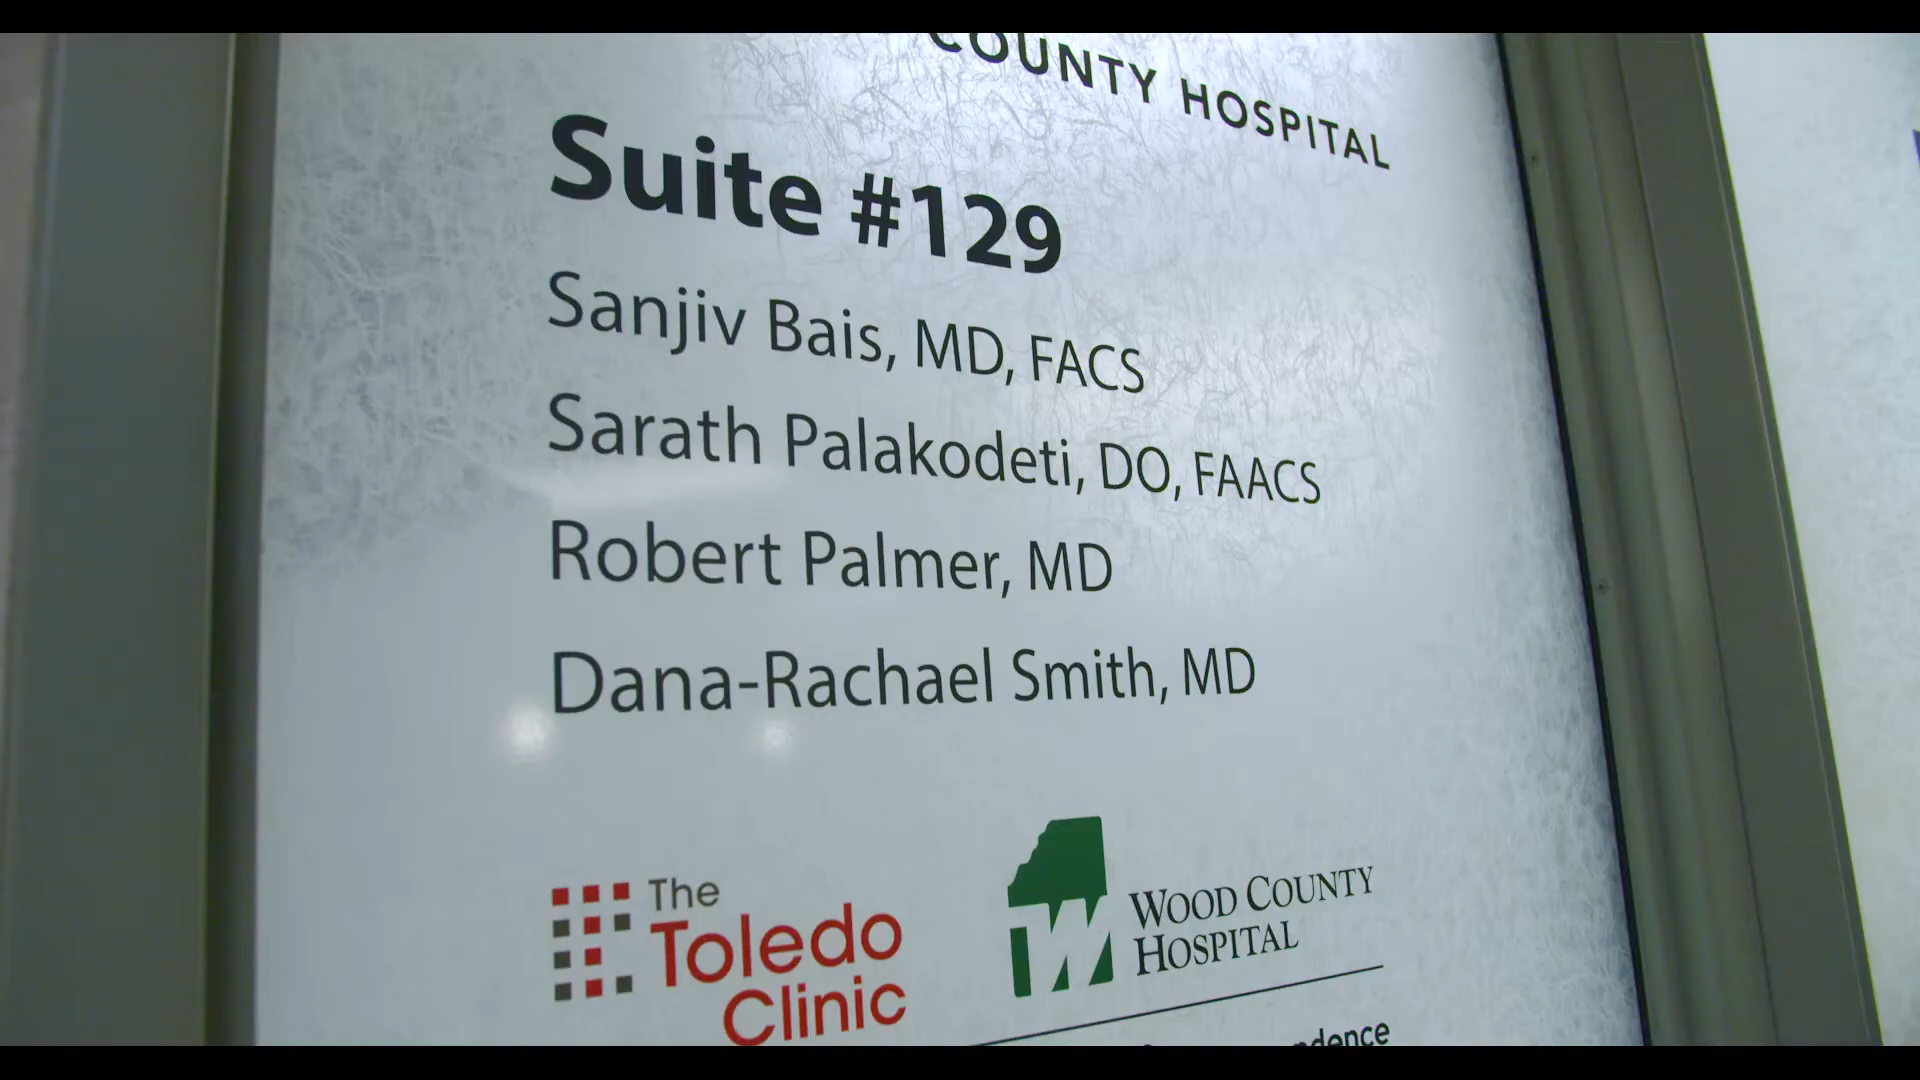 COUNTY HOSPITAL
Suite #129
Sanjiv Bais, MD, FACS
Sarath Palakodeti, DO, FAACS
Robert Palmer, MD
Dana-Rachael Smith, MD
The
Toledo
Clinic
WOOD COUNTY
HOSPITAL